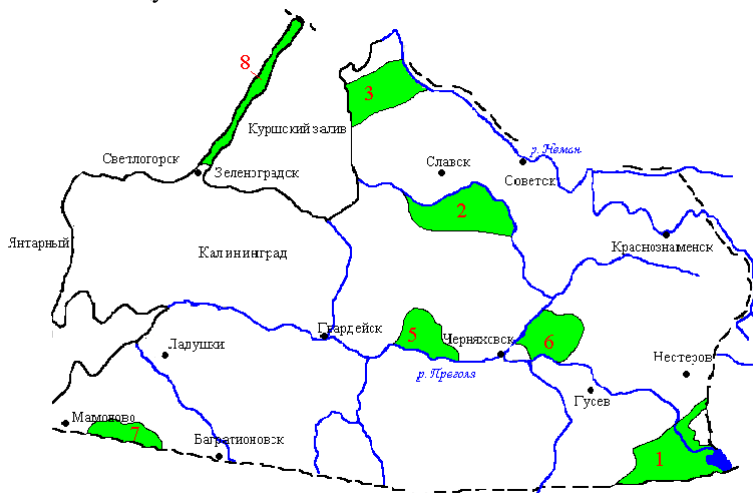 8
3
Куршский залив
р. Неман
Светлогорск
Зеленоградск
Славск
Советск
2
Янтарный
Калининград
Краснознаменск
Гвардейск
5
Черняховск
6
Ладушки
р. Преголя
Нестеров
Гусев
Мамоново
7
Багратионовск
1